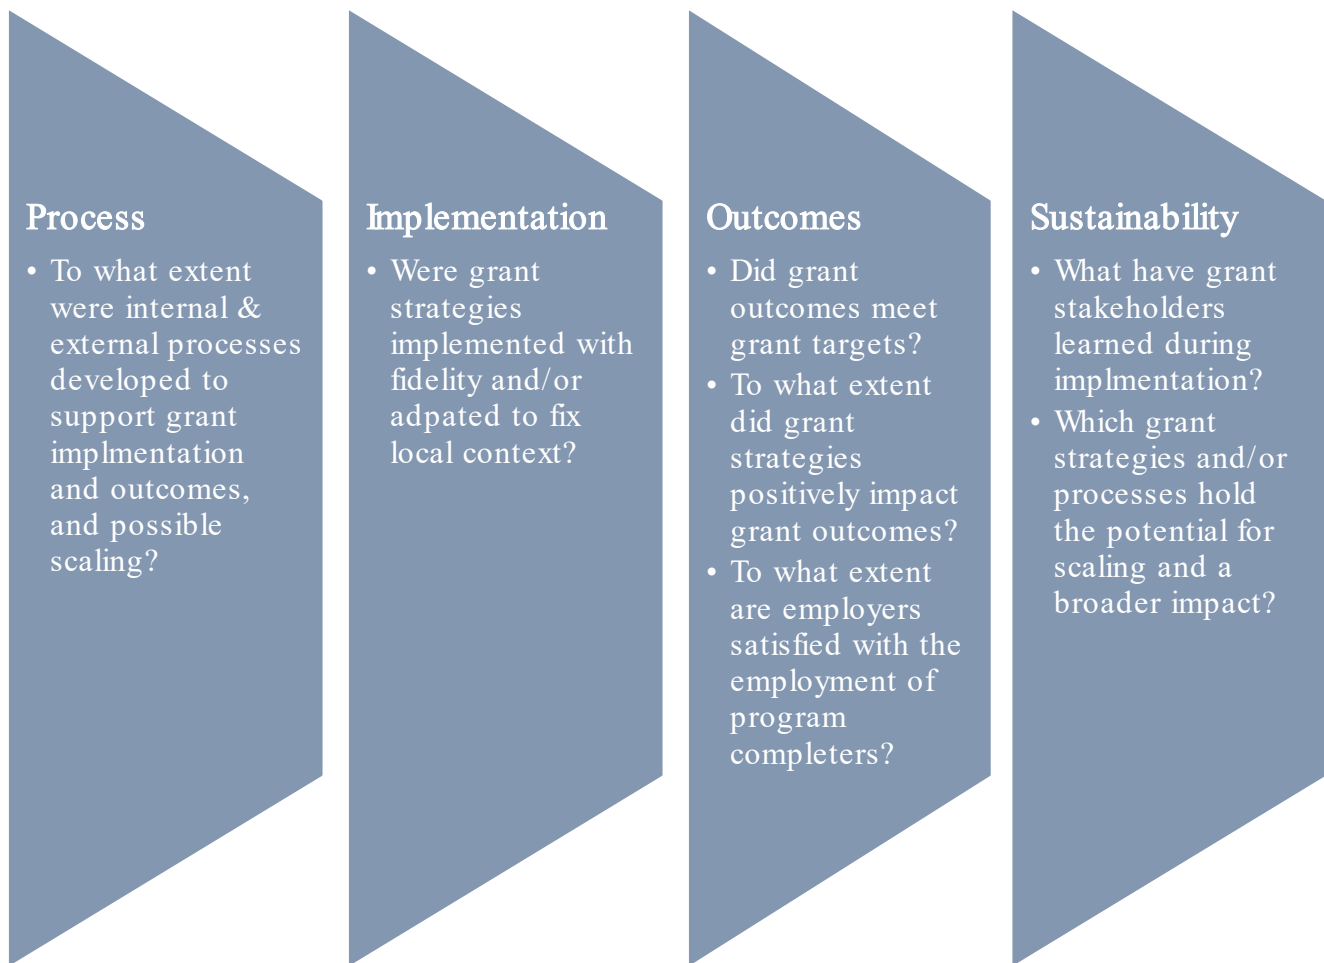 Process
• To what extent
were internal &
external processes
developed to
support grant
implmentation
and outcomes,
and possible
scaling?
Implementation
• Were grant
strategies
implemented with
fidelity and/or
adpated to fix
local context?
Outcomes
• Did grant
outcomes meet
grant targets?
• To what extent
did grant
strategies
positively impact
grant outcomes?
• To what extent
are employers
satisfied with the
employment of
program
completers?
Sustainability
• What have grant
stakeholders
learned during
implmentation?
• Which grant
strategies and/or
processes hold
the potential for
scaling and a
broader impact?